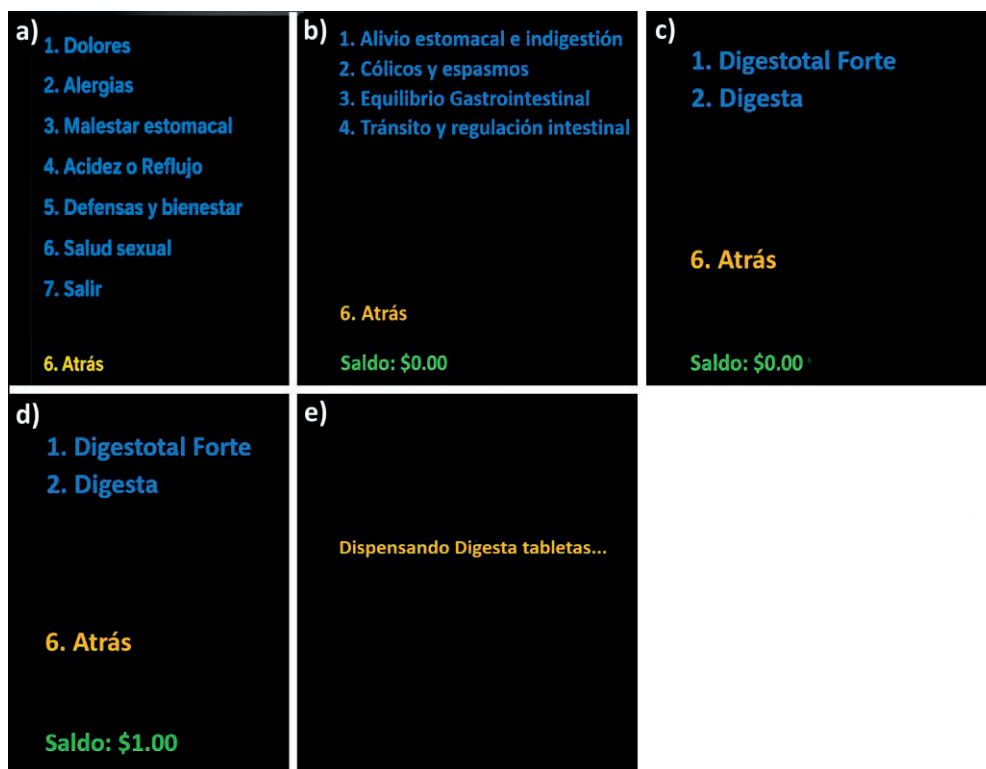 a)
1. Dolores
2. Alergias
3. Malestar estomacal
4. Acidez o Reflujo
5. Defensas y bienestar
6. Salud sexual
7. Salir
6. Atrás
b)
1. Alivio estomacal e indigestión
2. Cólicos y espasmos
3. Equilibrio Gastrointestinal
4. Tránsito y regulación intestinal
6. Atrás
Saldo: $0.00
c)
1. Digestotal Forte
2. Digesta
6. Atrás
Saldo: $0.00
d)
1. Digestotal Forte
2. Digesta
6. Atrás
Saldo: $1.00
e)
Dispensando Digesta tabletas...